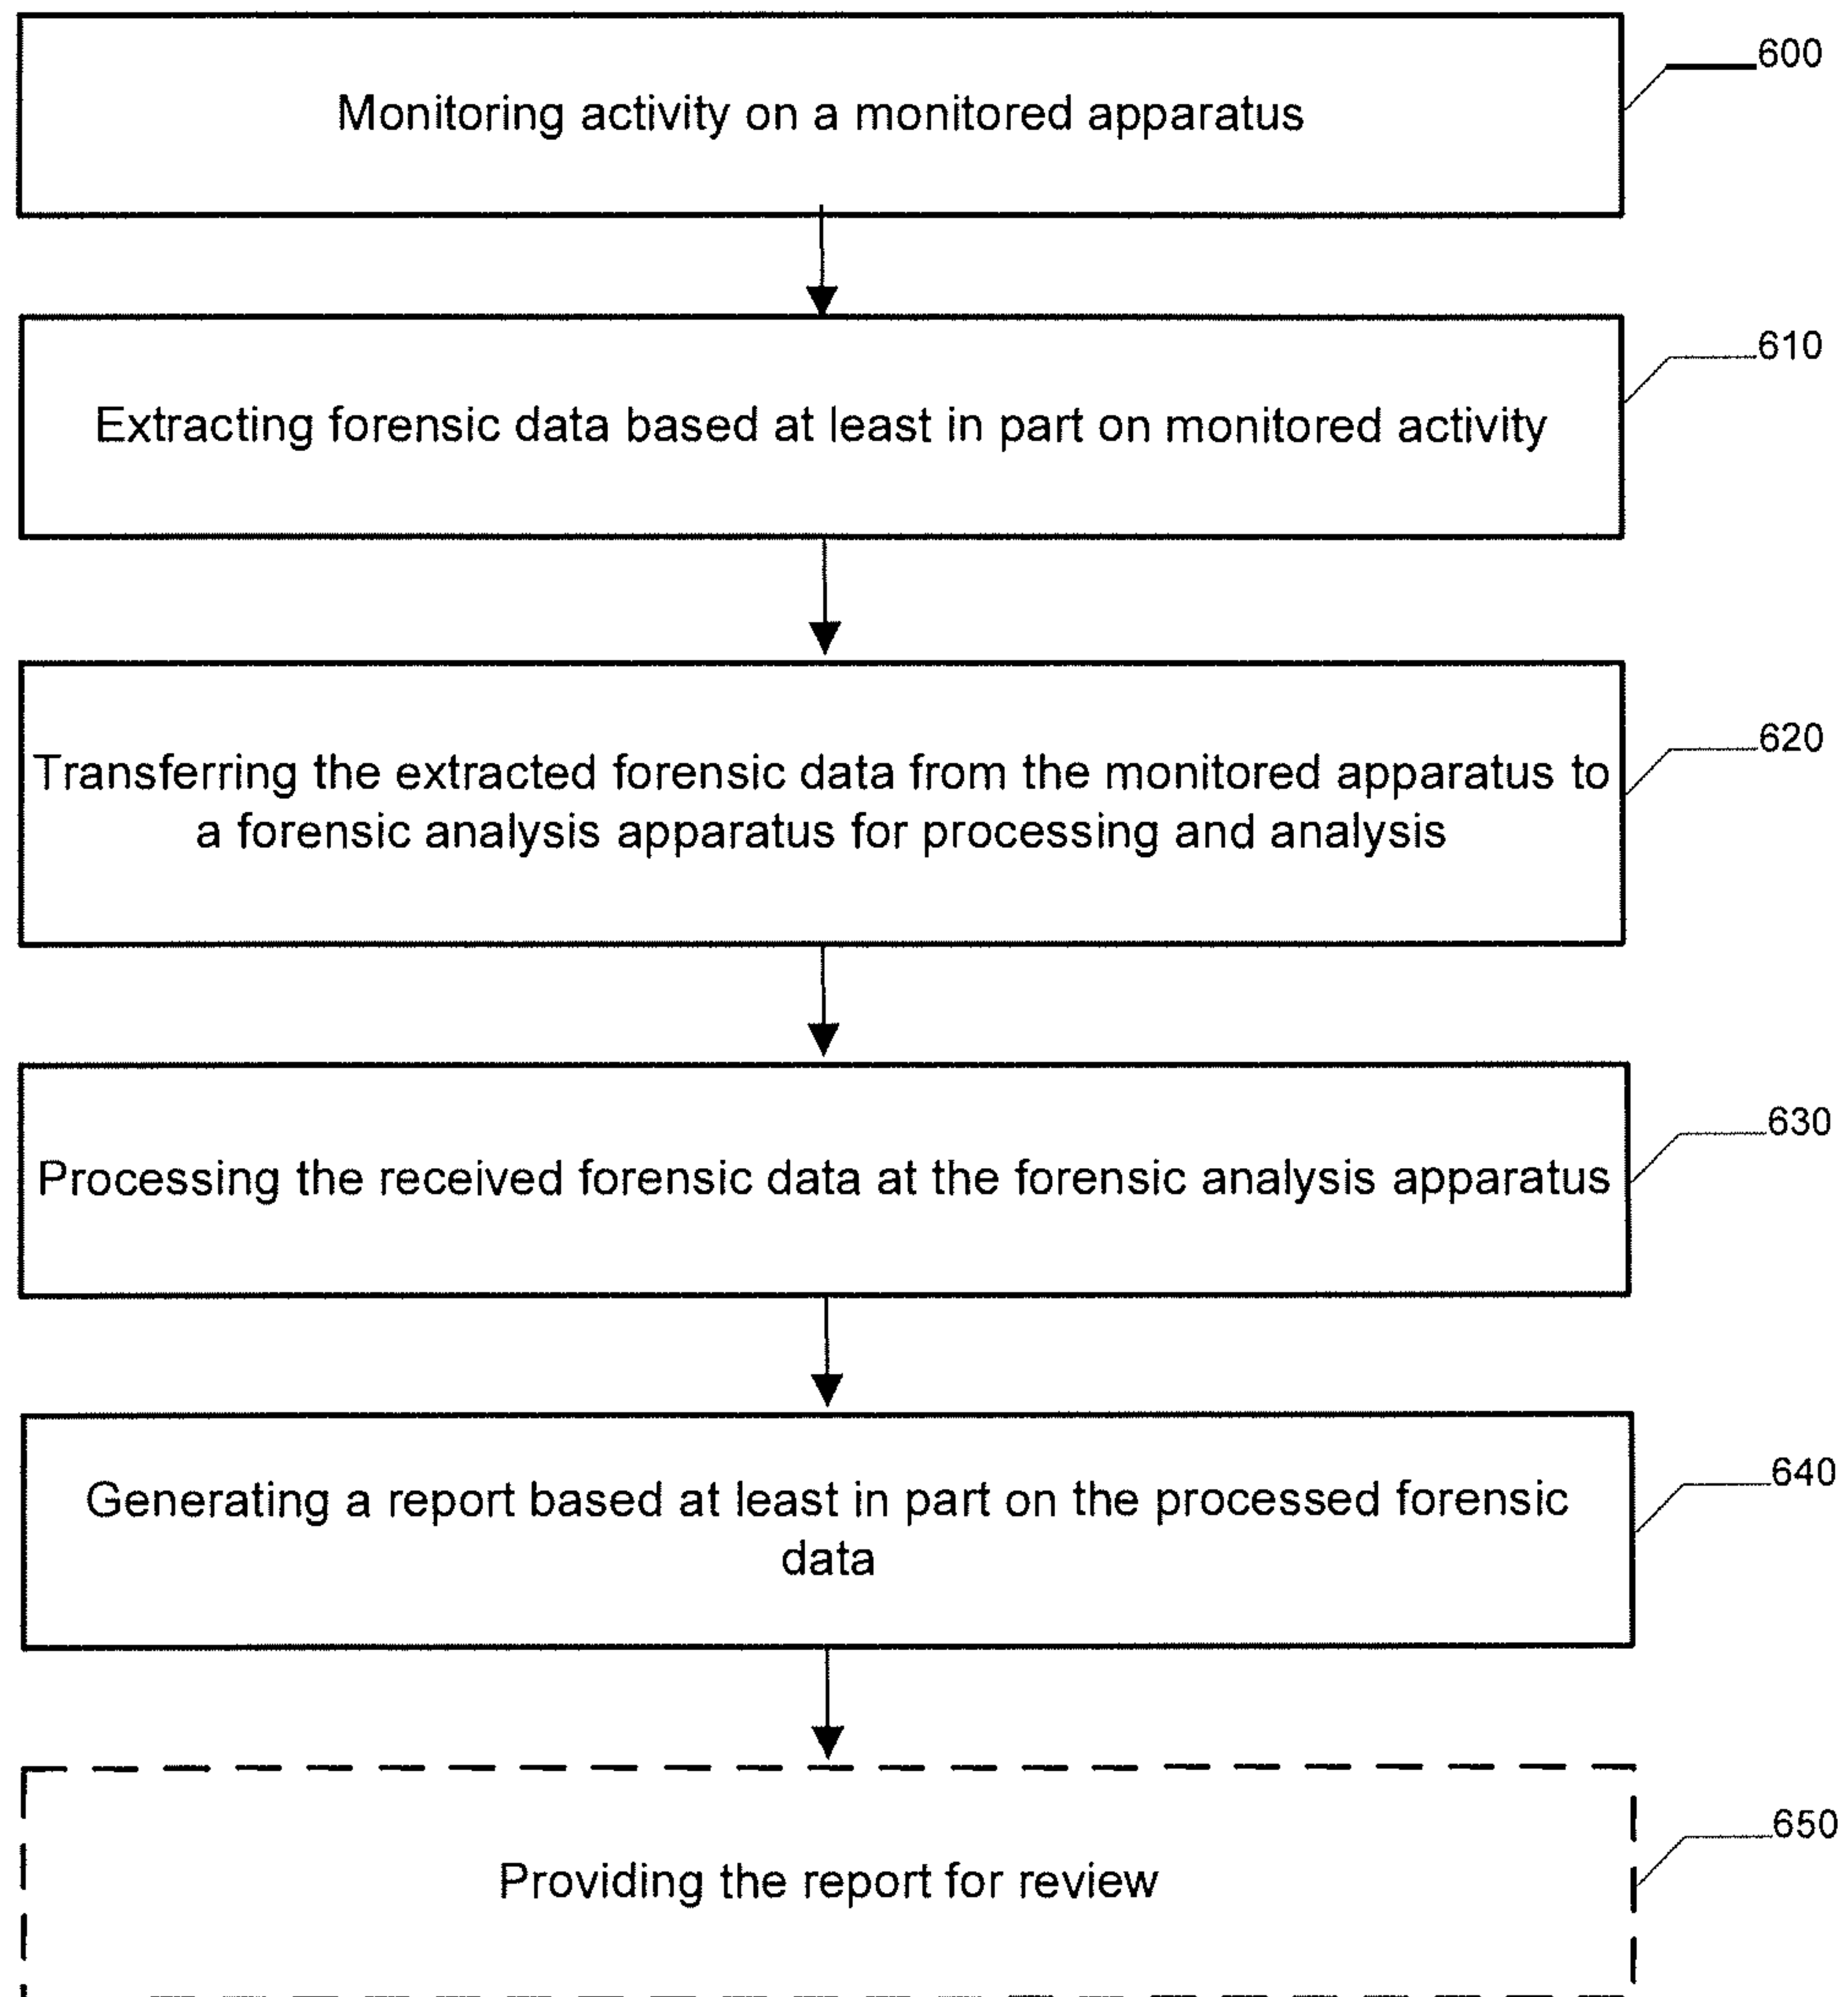 600
Monitoring activity on a monitored apparatus
610
Extracting forensic data based at least in part on monitored activity
620
Transferring the extracted forensic data from the monitored apparatus to
a forensic analysis apparatus for processing and analysis
630
Processing the received forensic data at the forensic analysis apparatus
640
Generating a report based at least in part on the processed forensic
data
650
Providing the report for review